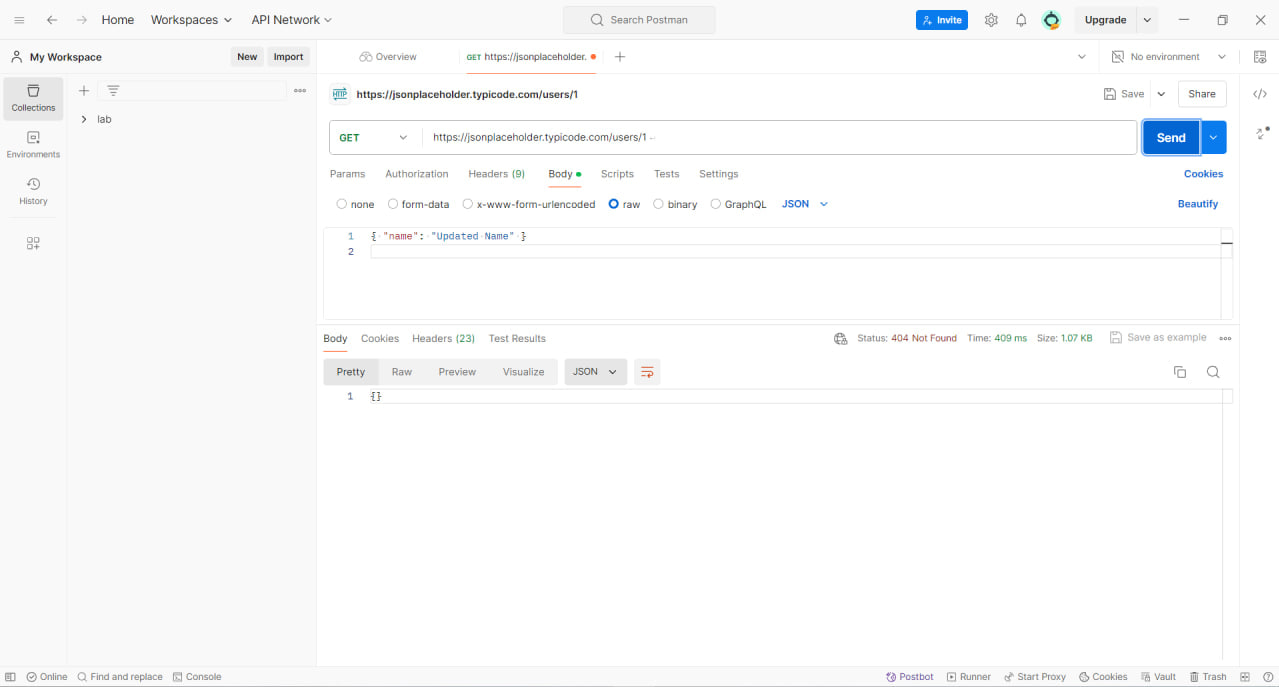 Home Workspaces API Network Search Postman Invite Upgrade
My Workspace New Import Overview GET https://jsonplaceholder. No environment
Collections
lab
Environments
History
HTTP https://jsonplaceholder.typicode.com/users/1 Save Share
GET https://jsonplaceholder.typicode.com/users/1 Send
Params Authorization Headers (9) Body Scripts Tests Settings Cookies
none form-data x-www-form-urlencoded raw binary GraphQL JSON Beautify
1 { "name": "Updated Name" }
2
Body Cookies Headers (23) Test Results Status: 404 Not Found Time: 409 ms Size: 1.07 KB Save as example
Pretty Raw Preview Visualize JSON
1 {}
Online Find and replace Console Postbot Runner Start Proxy Cookies Vault Trash